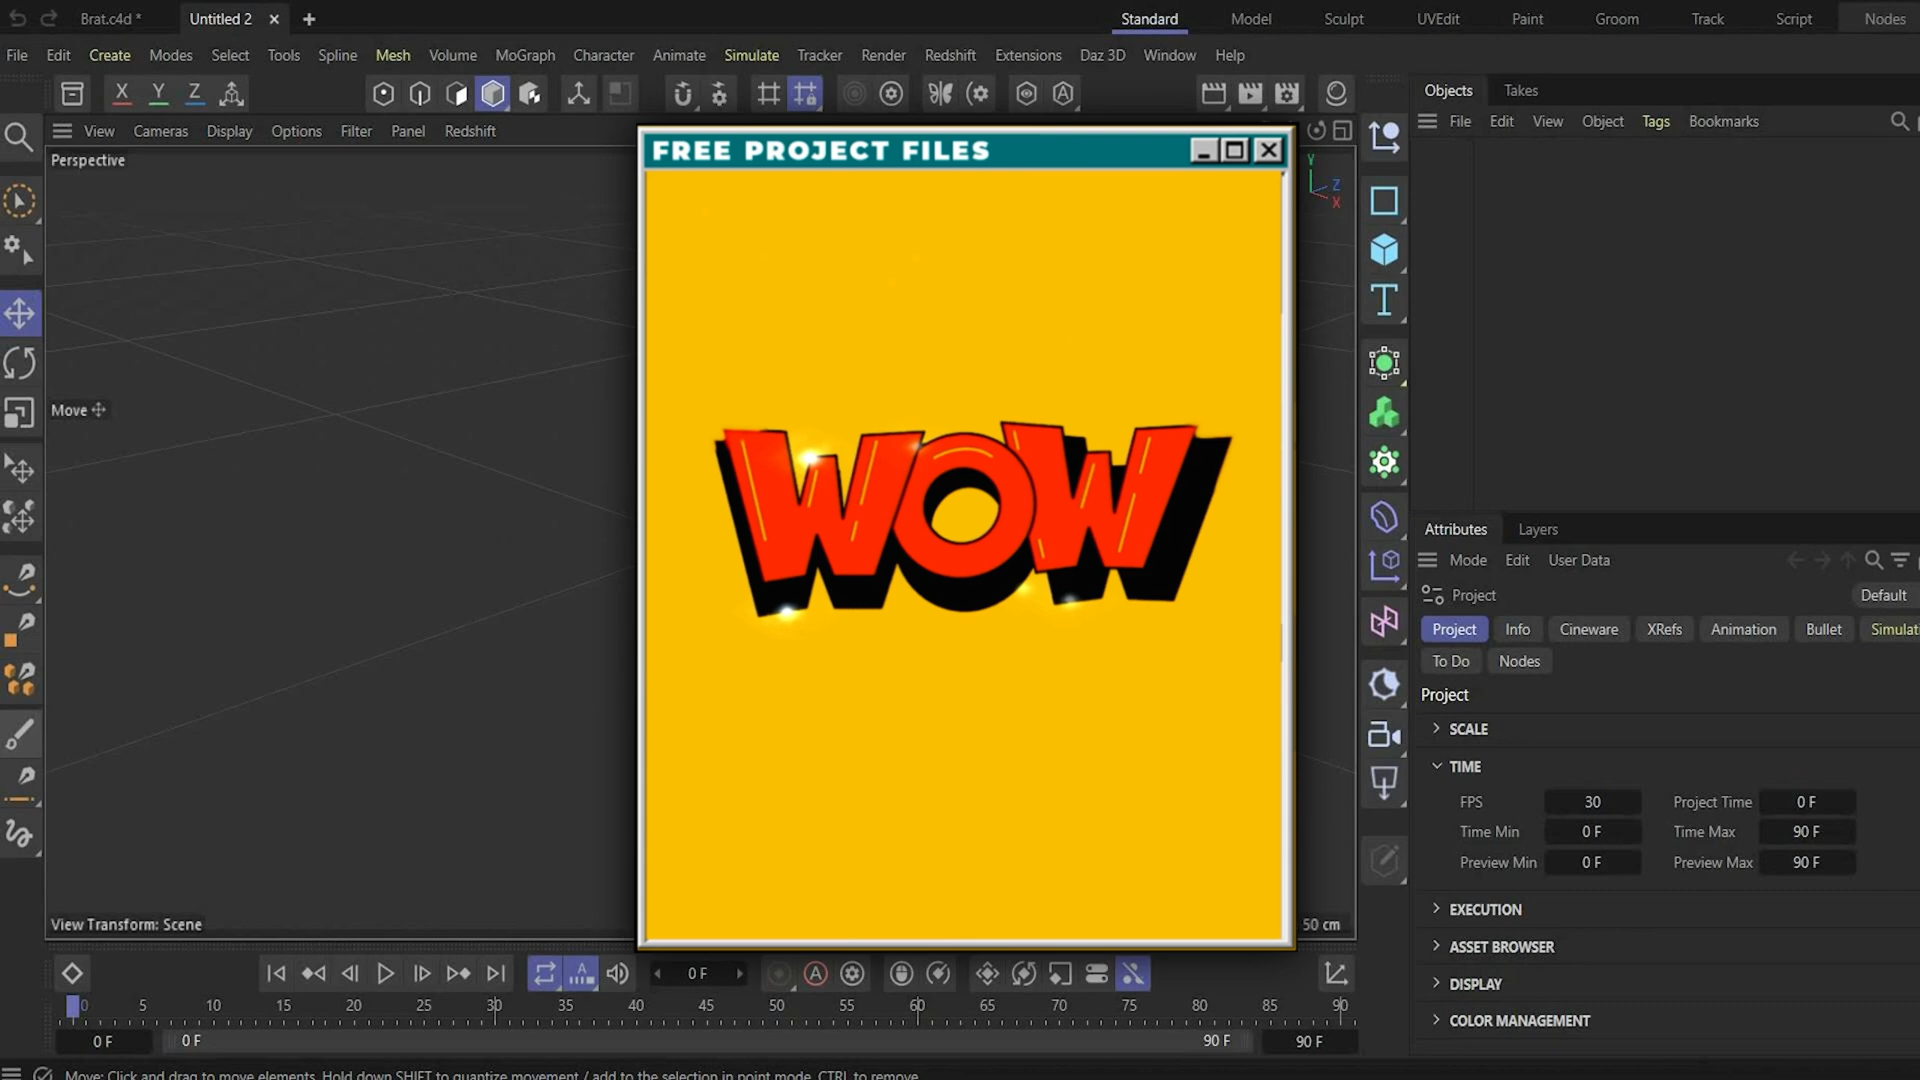 Brat.c4d *
Untitled 2
Standard
Model
Sculpt
UVEdit
Paint
Groom
Track
Script
Nodes
File Edit Create Modes Select Tools Spline Mesh Volume MoGraph Character Animate Simulate Tracker Render Redshift Extensions Daz 3D Window Help
X Y Z
View Cameras Display Options Filter Panel Redshift
Perspective
Move
View Transform: Scene
50 cm
Y
Z
X
FREE PROJECT FILES
WOW
Objects Takes
File Edit View Object Tags Bookmarks
Attributes Layers
Mode Edit User Data
Project
Default
Project Info Cineware XRefs Animation Bullet Simulati
To Do Nodes
Project
SCALE
TIME
FPS 30 Project Time 0 F
Time Min 0 F Time Max 90 F
Preview Min 0 F Preview Max 90 F
EXECUTION
ASSET BROWSER
DISPLAY
COLOR MANAGEMENT
0 F
0 5 10 15 20 25 30 35 40 45 50 55 60 65 70 75 80 85 90
0 F 0 F 90 F 90 F
Move: Click and drag to move elements. Hold down SHIFT to quantize movement / add to the selection in point mode, CTRL to remove.